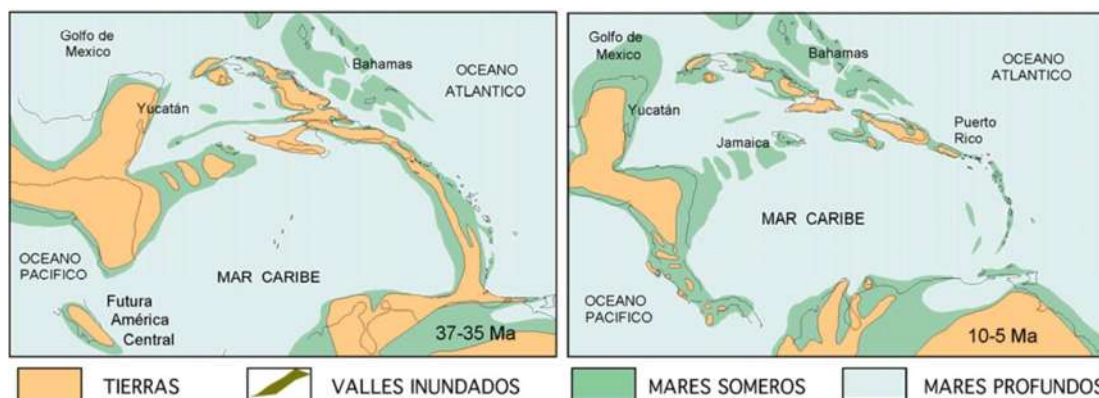 Golfo de
Mexico
Bahamas
OCEANO
ATLANTICO
Yucatán
OCEANO
PACIFICO
MAR CARIBE
Futura
América
Central
37-35 Ma
Golfo de
Mexico
Bahamas
OCEANO
ATLANTICO
Yucatán
Jamaica
Puerto
Rico
MAR CARIBE
OCEANO
PACIFICO
10-5 Ma
TIERRAS
VALLES INUNDADOS
MARES SOMEROS
MARES PROFUNDOS